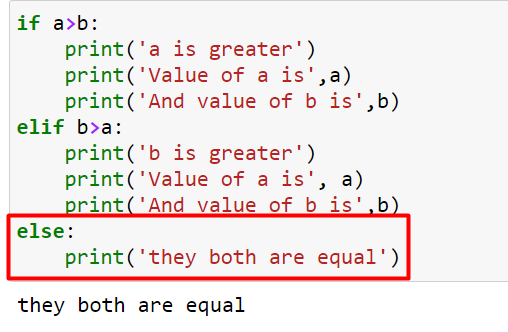 if a>b:
    print('a is greater')
    print('Value of a is',a)
    print('And value of b is',b)
elif b>a:
    print('b is greater')
    print('Value of a is', a)
    print('And value of b is',b)
else:
    print('they both are equal')
they both are equal